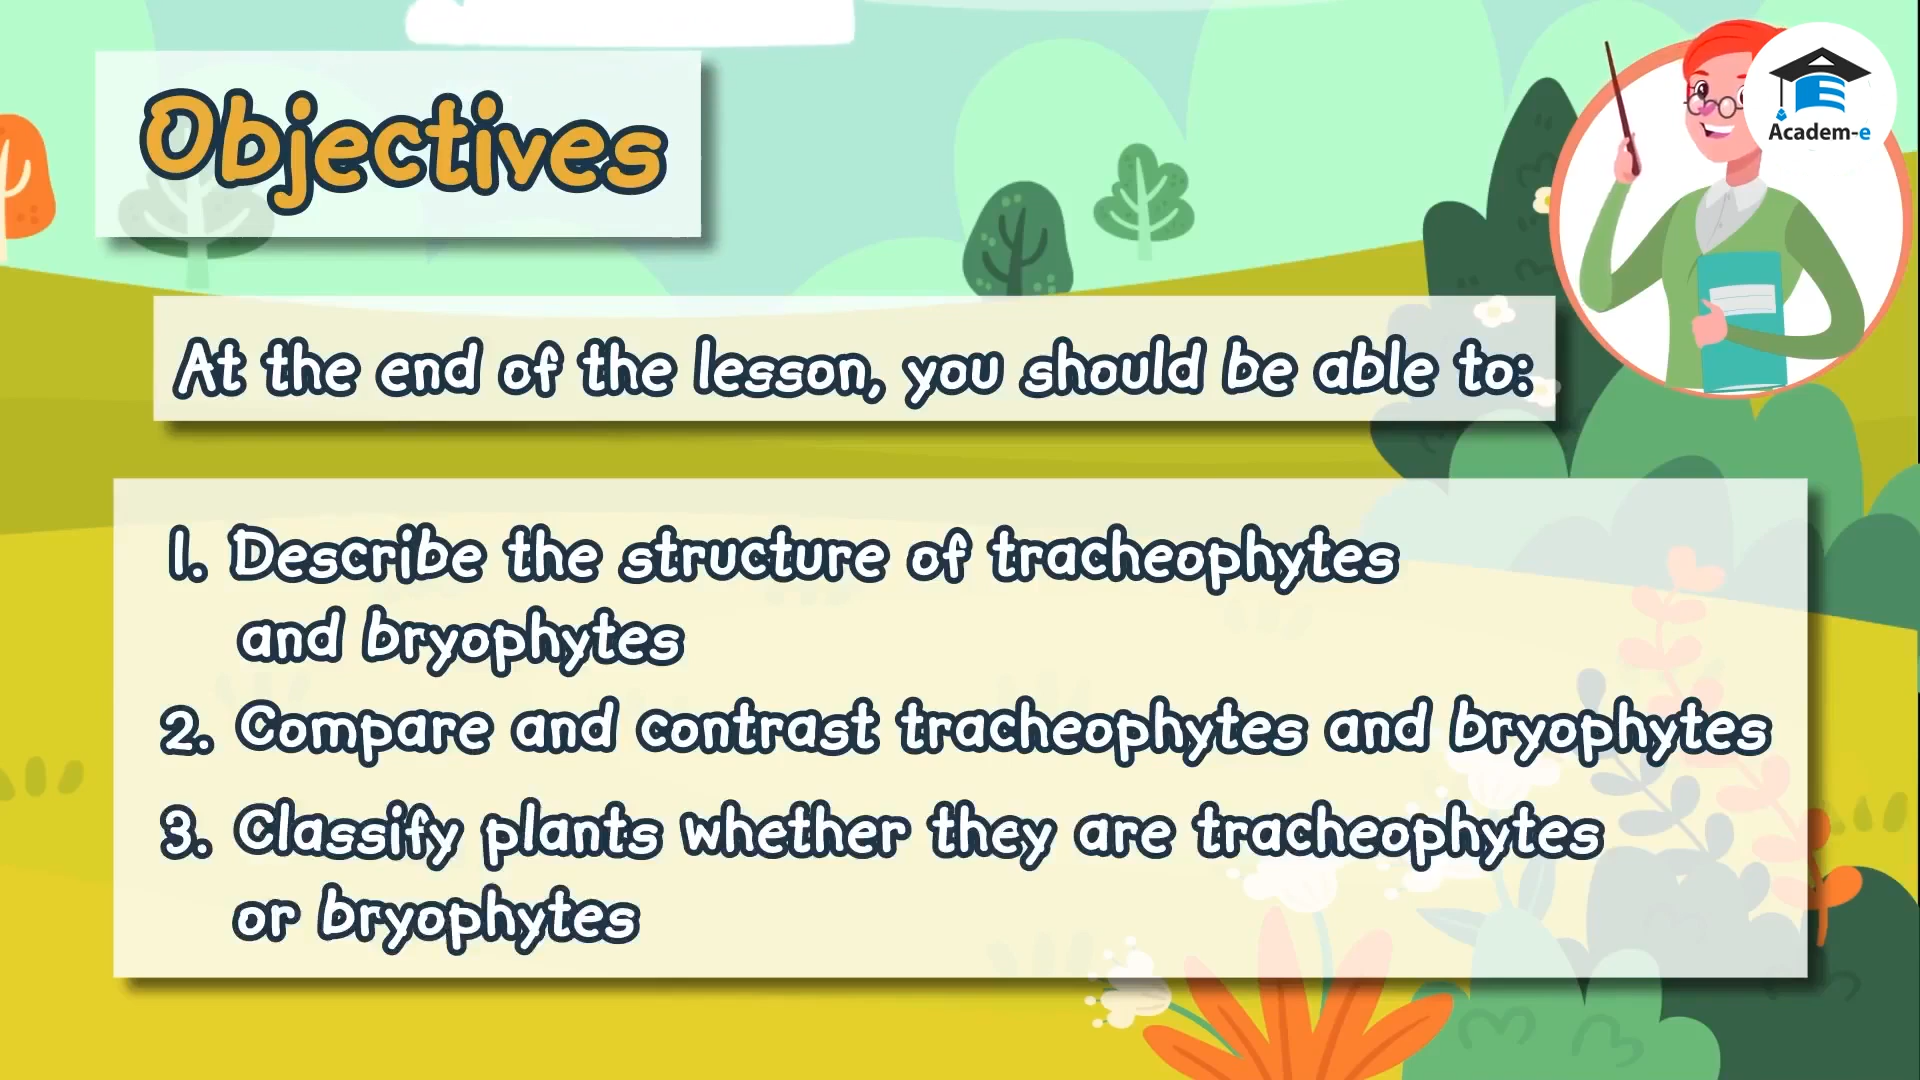 Academ-e
Objectives
At the end of the lesson, you should be able to:
1. Describe the structure of tracheophytes
and bryophytes
2. Compare and contrast tracheophytes and bryophytes
3. Classify plants whether they are tracheophytes
or bryophytes